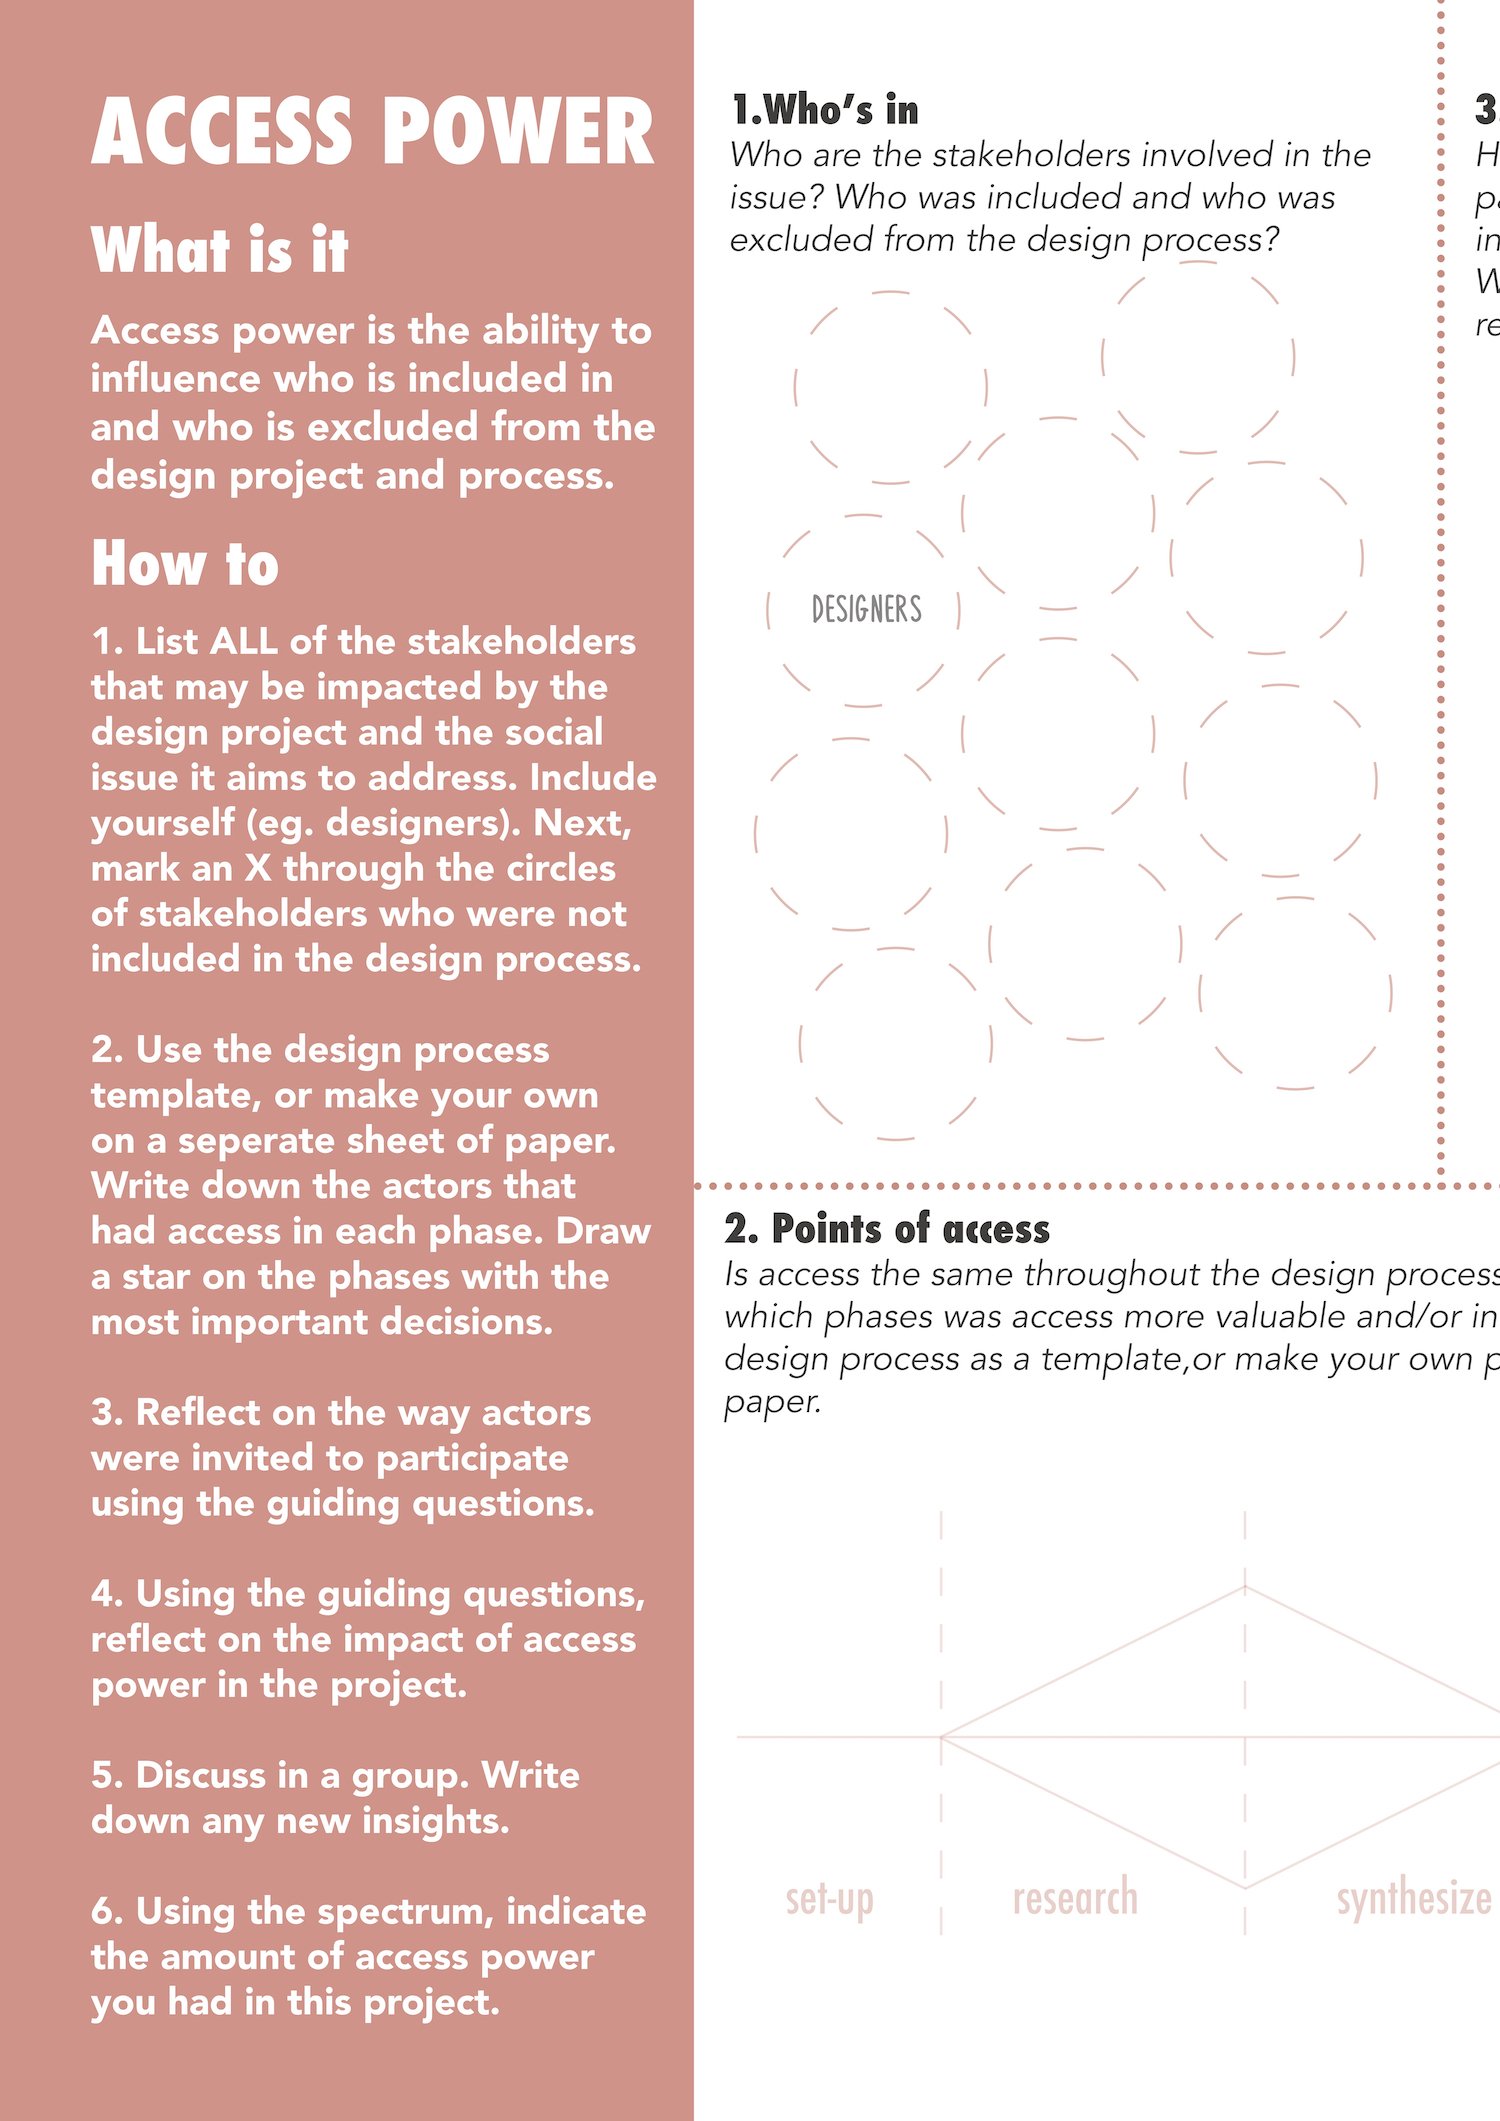 ACCESS POWER
What is it
Access power is the ability to
influence who is included in
and who is excluded from the
design project and process.
How to
1. List ALL of the stakeholders
that may be impacted by the
design project and the social
issue it aims to address. Include
yourself (eg. designers). Next,
mark an X through the circles
of stakeholders who were not
included in the design process.
2. Use the design process
template, or make your own
on a seperate sheet of paper.
Write down the actors that
had access in each phase. Draw
a star on the phases with the
most important decisions.
3. Reflect on the way actors
were invited to participate
using the guiding questions.
4. Using the guiding questions,
reflect on the impact of access
power in the project.
5. Discuss in a group. Write
down any new insights.
6. Using the spectrum, indicate
the amount of access power
you had in this project.
1.Who's in
Who are the stakeholders involved in the
issue? Who was included and who was
excluded from the design process?
DESIGNERS
2. Points of access
Is access the same throughout the design process
which phases was access more valuable and/or in
design process as a template,or make your own
paper.
set-up
research
synthesize
3.